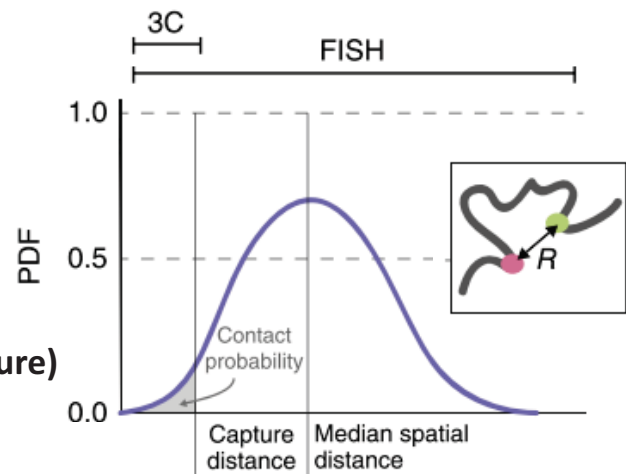 3C
FISH
1.0
PDF
0.5
R
ure)
Contact
probability
0.0
Capture
distance
Median spatial
distance